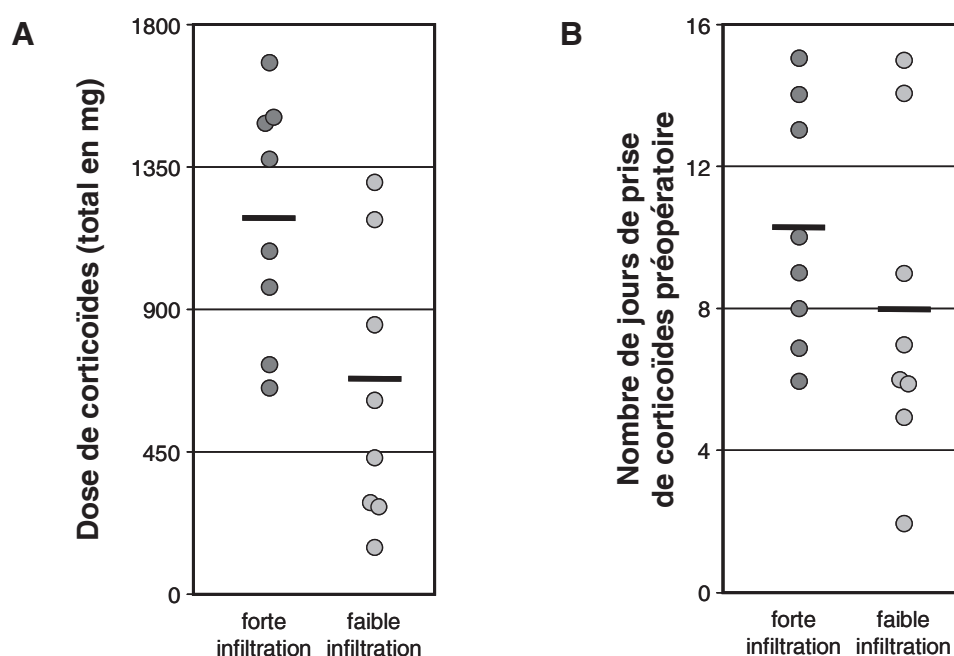 A
Dose de corticoïdes (total en mg)
1800
1350
900
450
0
forte
infiltration
faible
infiltration
B
Nombre de jours de prise
de corticoïdes préopératoire
16
12
8
4
0
forte
infiltration
faible
infiltration